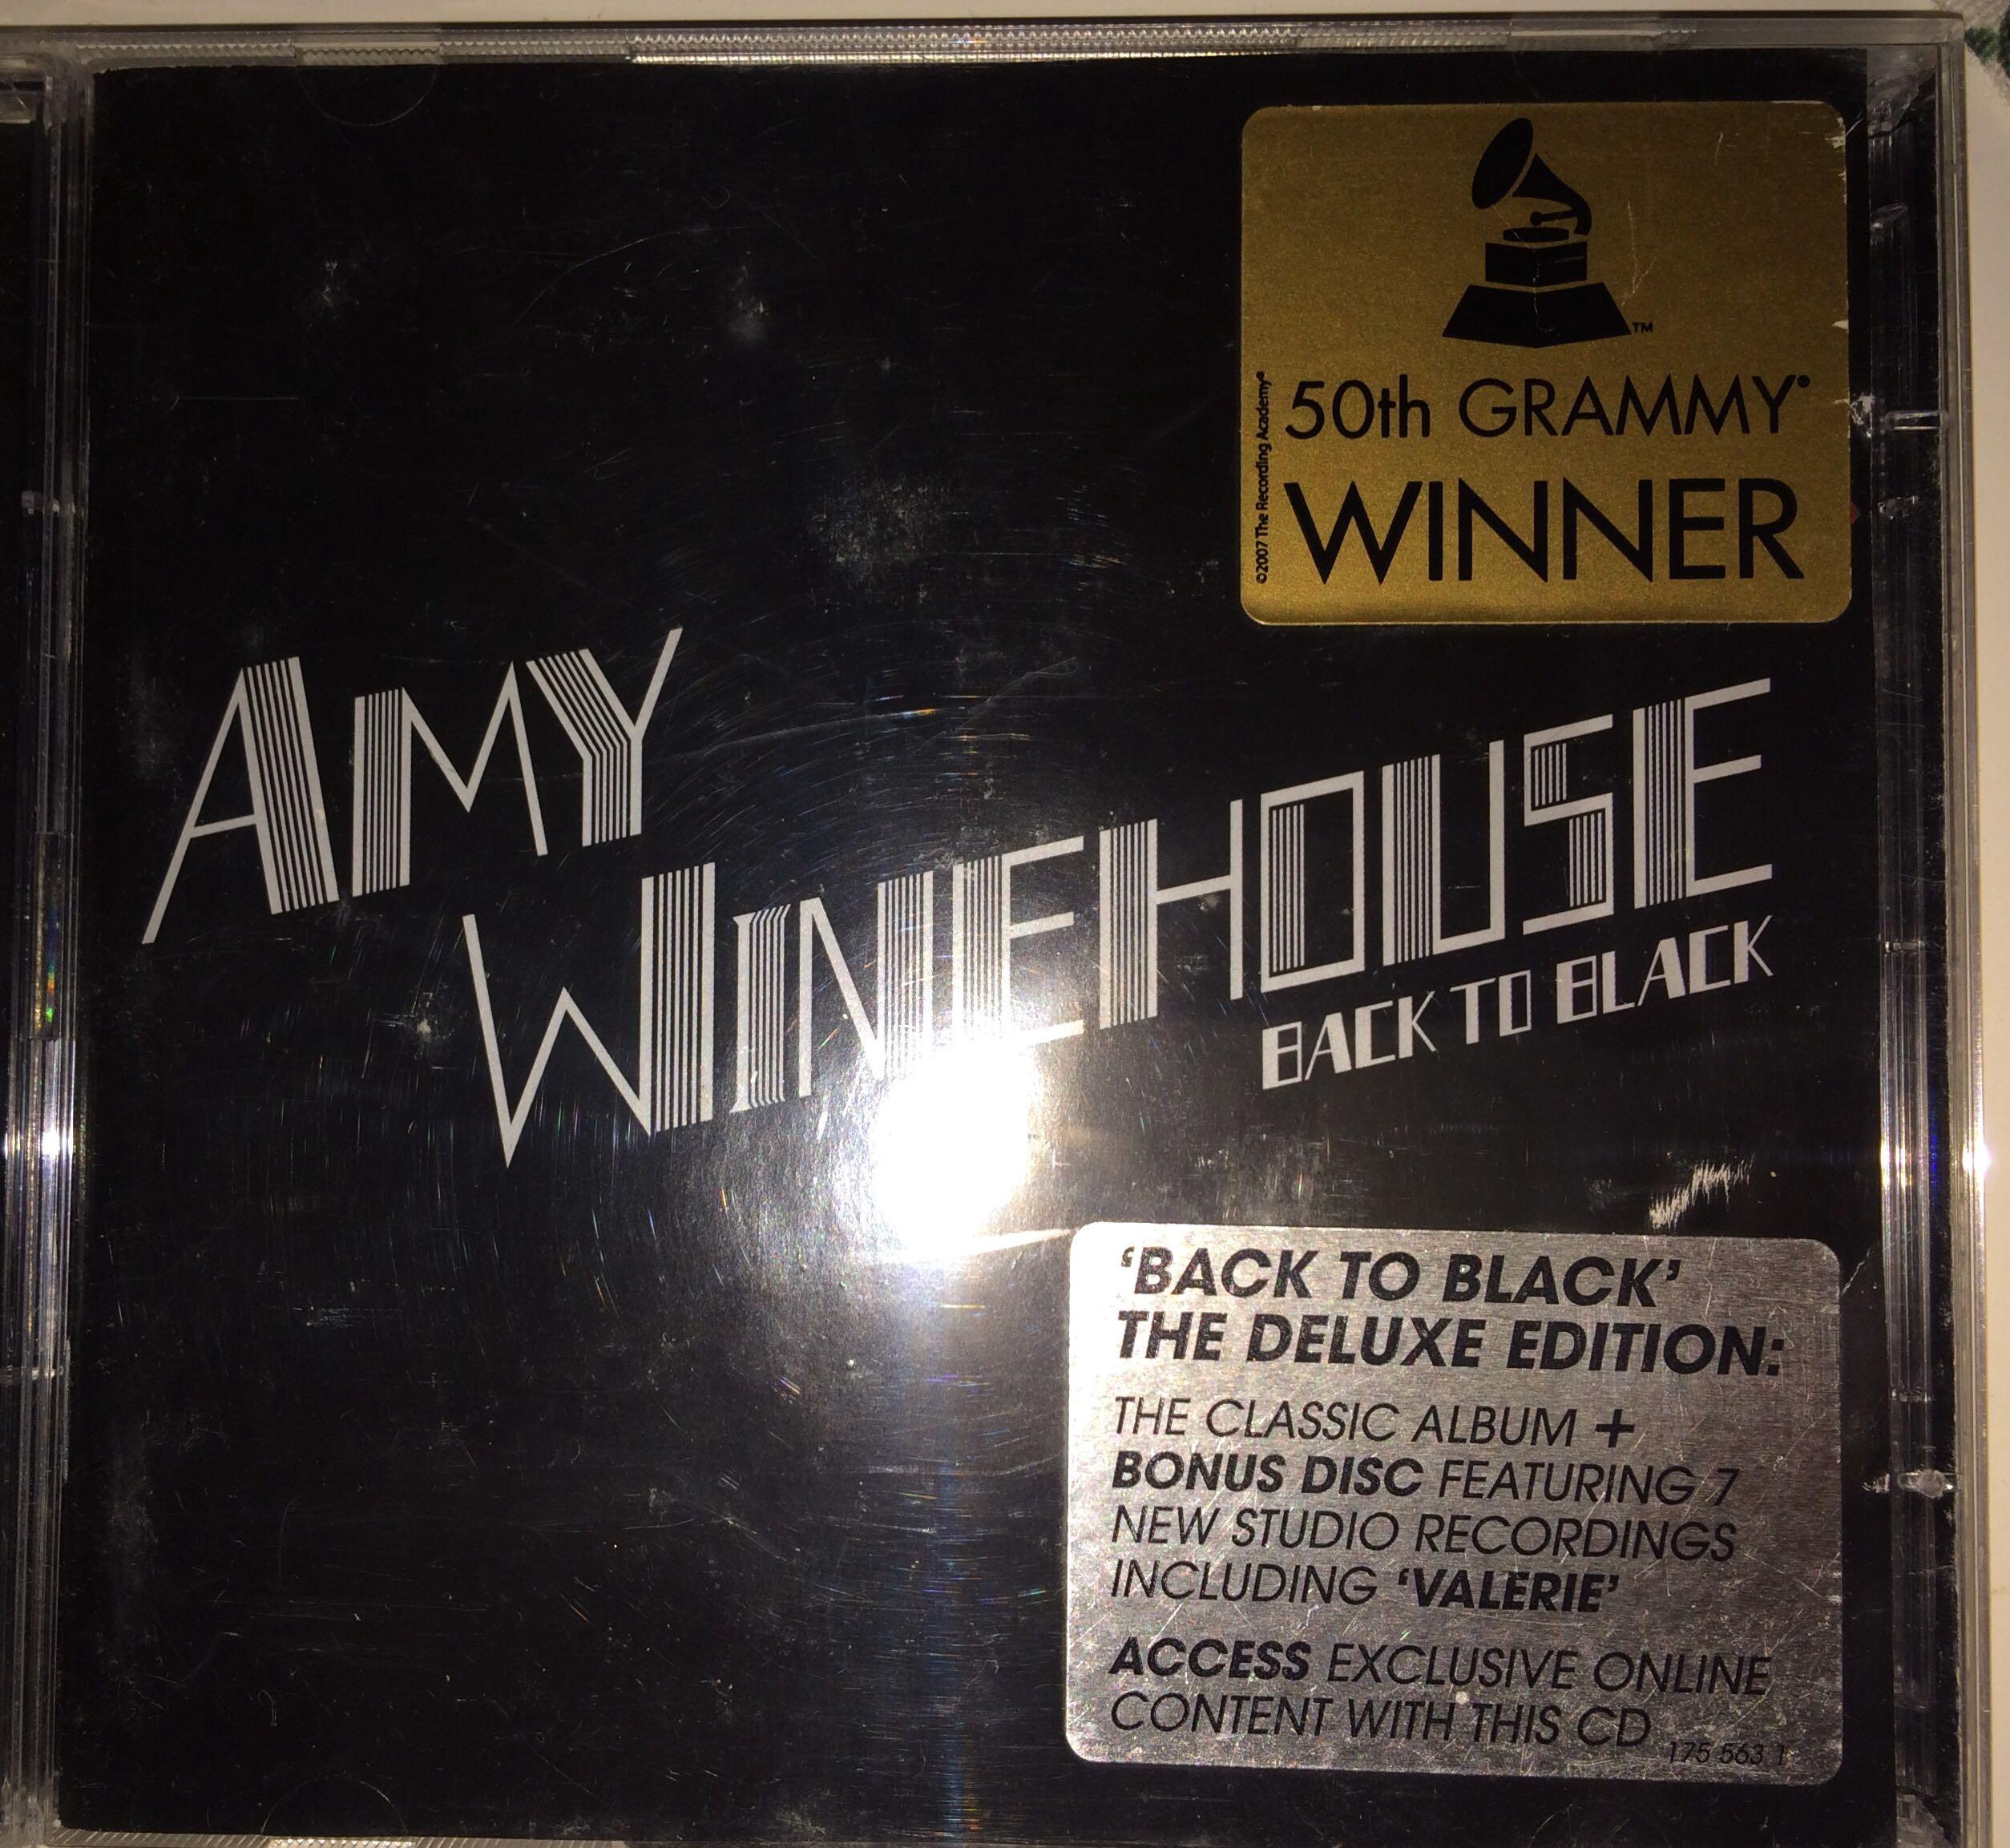 ™
50th GRAMMY®
WINNER
©2007 The Recording Academy®
AMY
WINEHOUSE
BACK TO BLACK
‘BACK TO BLACK’
THE DELUXE EDITION:
THE CLASSIC ALBUM +
BONUS DISC FEATURING 7
NEW STUDIO RECORDINGS
INCLUDING ‘VALERIE’
ACCESS EXCLUSIVE ONLINE
CONTENT WITH THIS CD
175 563 1